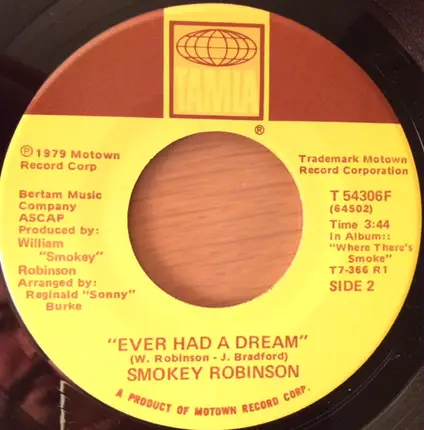 TAMLA
®
℗ 1979 Motown
Record Corp
Bertam Music
Company
ASCAP
Produced by:
William
"Smokey"
Robinson
Arranged by:
Reginald "Sonny"
Burke
Trademark Motown
Record Corporation
T 54306F
(64502)
Time 3:44
In Album::
"Where There's
Smoke"
T7-366 R1
SIDE 2
"EVER HAD A DREAM"
(W. Robinson - J. Bradford)
SMOKEY ROBINSON
A PRODUCT OF MOTOWN RECORD CORP.